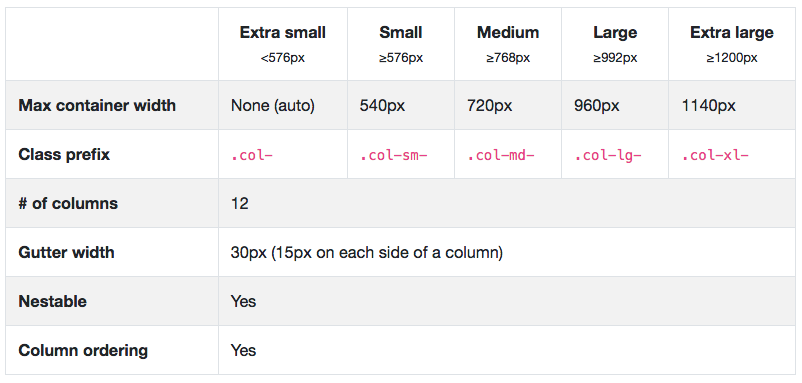 Extra small Small Medium Large Extra large
<576px ≥576px ≥768px ≥992px ≥1200px
Max container width None (auto) 540px 720px 960px 1140px
Class prefix .col- .col-sm- .col-md- .col-lg- .col-xl-
# of columns 12
Gutter width 30px (15px on each side of a column)
Nestable Yes
Column ordering Yes